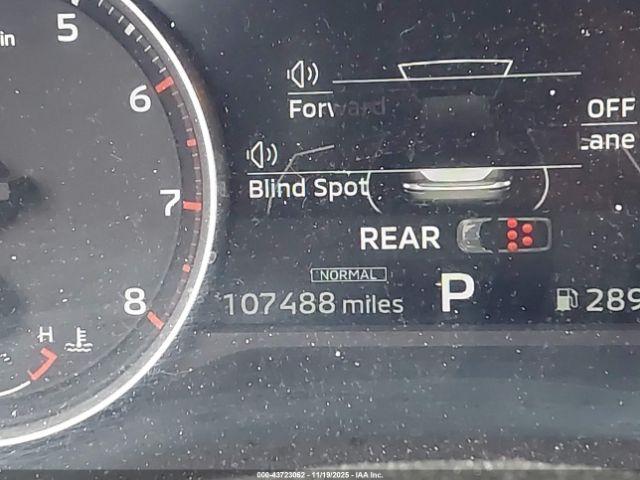 in
5
6
7
8
H
Forward
OFF
Lane
Blind Spot
REAR
NORMAL
107488 miles
P
289
000-43723062 - 11/19/2025 - IAA Inc.